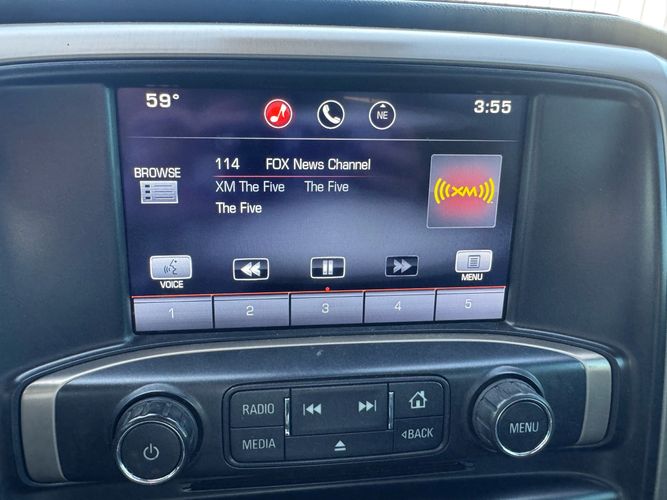 59° NE 3:55
114 FOX News Channel
BROWSE
XM The Five The Five
The Five
((((XM))))
VOICE MENU
1 2 3 4 5
RADIO
MEDIA
BACK
MENU